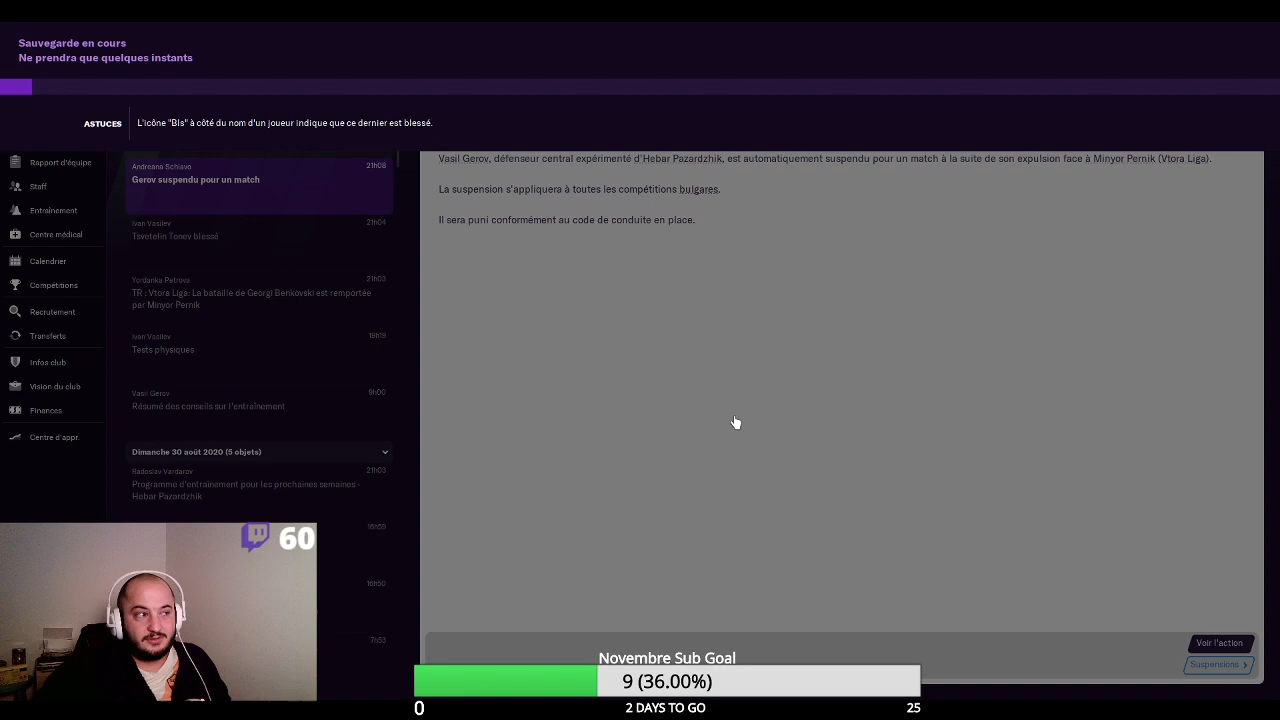 Sauvegarde en cours
Ne prendra que quelques instants
ASTUCES
L'icône "Bls" à côté du nom d'un joueur indique que ce dernier est blessé.
Rapport d'équipe
Staff
Entraînement
Centre médical
Calendrier
Compétitions
Recrutement
Transferts
Infos club
Vision du club
Finances
Centre d'appr.
Andreana Schiavo 21h08
Gerov suspendu pour un match
Ivan Vasilev 21h04
Tsvetelin Tonev blessé
Yordanka Petrova 21h03
TR : Vtora Liga: La bataille de Georgi Benkovski est remportée
par Minyor Pernik
Ivan Vasilev 18h19
Tests physiques
Vasil Gerov 9h00
Résumé des conseils sur l'entraînement
Dimanche 30 août 2020 (5 objets)
Radoslav Vardarov 21h03
Programme d'entraînement pour les prochaines semaines -
Hebar Pazardzhik
16h59
16h50
7h53
Vasil Gerov, défenseur central expérimenté d'Hebar Pazardzhik, est automatiquement suspendu pour un match à la suite de son expulsion face à Minyor Pernik (Vtora Liga).
La suspension s'appliquera à toutes les compétitions bulgares.
Il sera puni conformément au code de conduite en place.
Voir l'action
Suspensions
60
Novembre Sub Goal
9 (36.00%)
0 2 DAYS TO GO 25